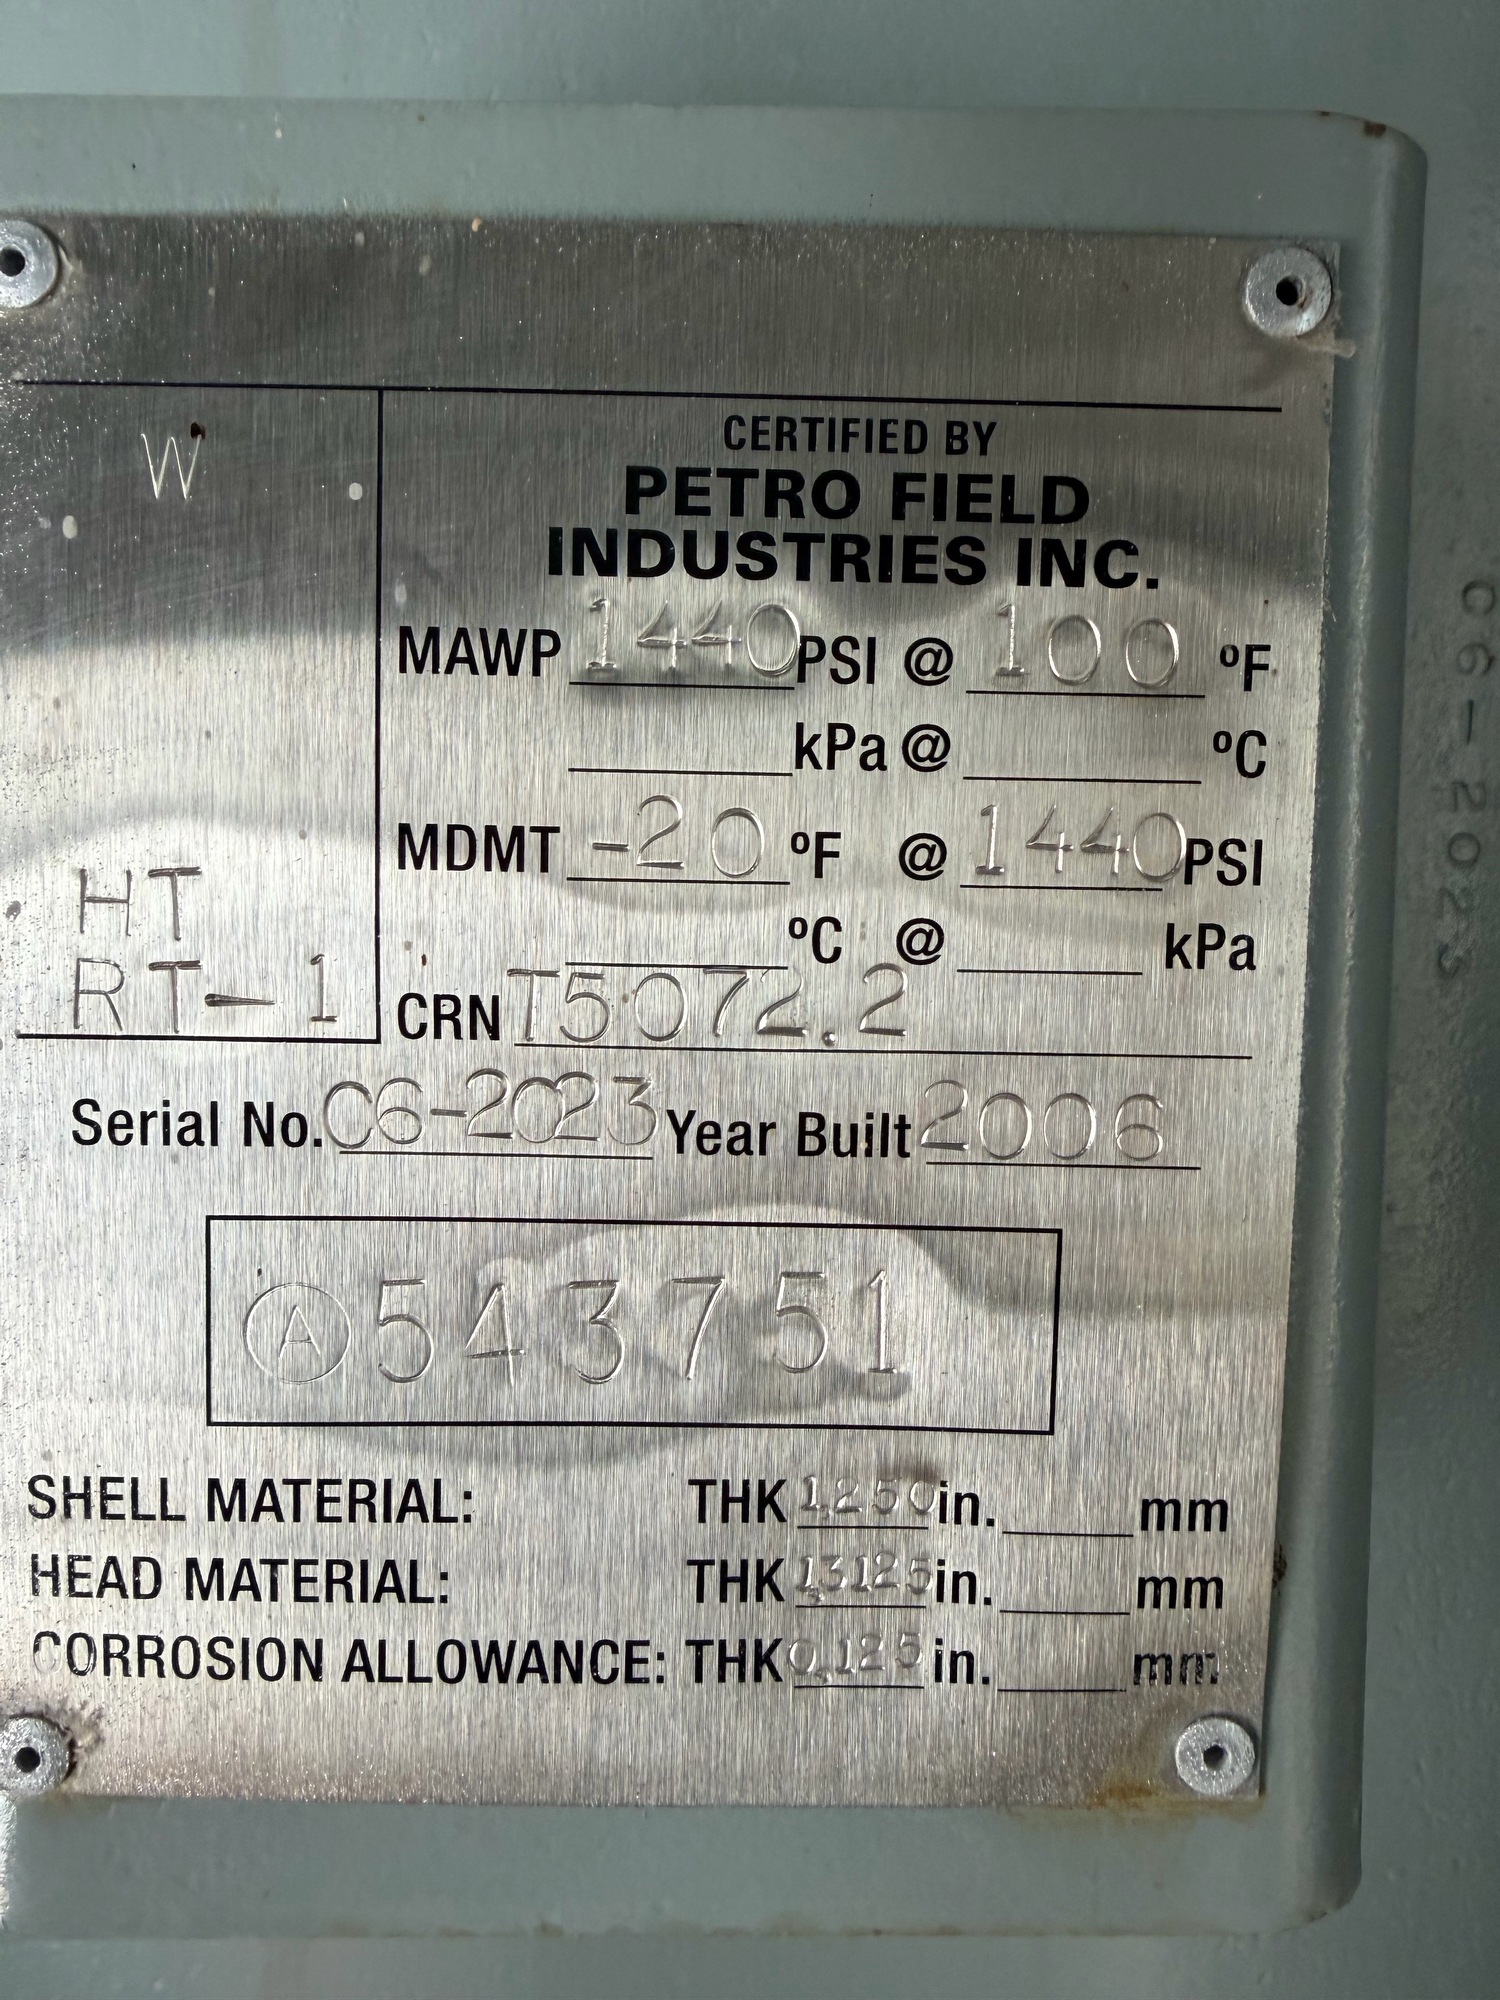 W
HT
RT-1
CERTIFIED BY
PETRO FIELD
INDUSTRIES INC.
MAWP 1440 PSI @ 100 ºF
kPa @ ºC
MDMT -20 ºF @ 1440 PSI
ºC @ kPa
CRN T5072.2
Serial No. 06-2023 Year Built 2006
Ⓐ 543751
SHELL MATERIAL: THK 1.250 in. mm
HEAD MATERIAL: THK 1.3125 in. mm
CORROSION ALLOWANCE: THK 0.125 in. mm
06-2023